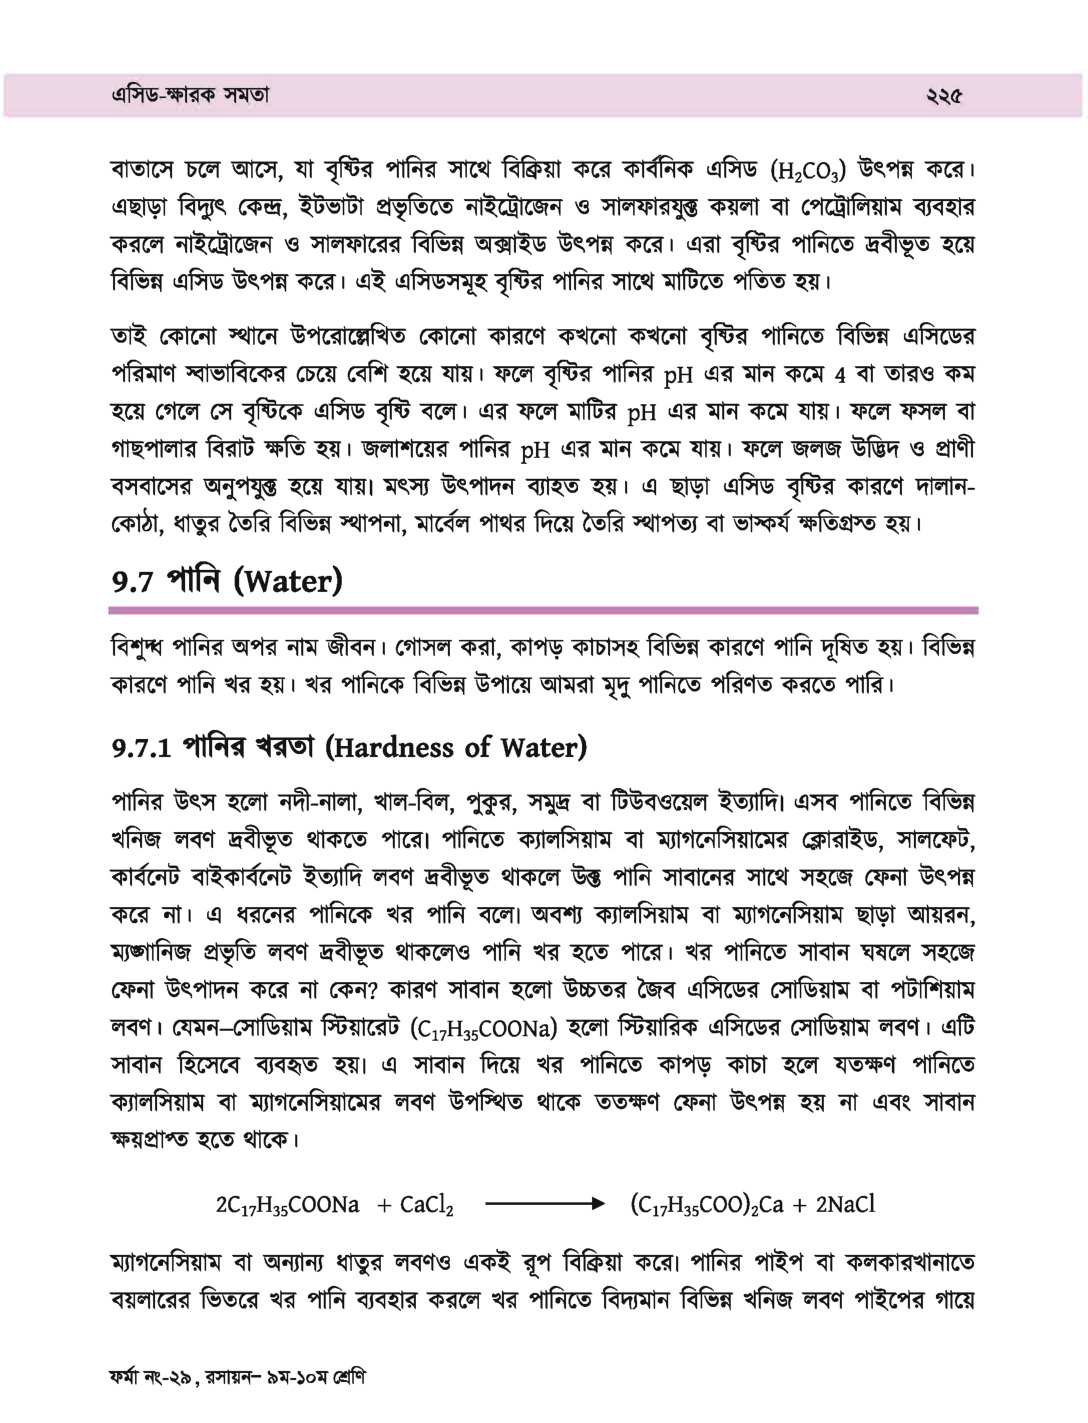 এসিড-ক্ষারক সমতা ২২৫
বাতাসে চলে আসে, যা বৃষ্টির পানির সাথে বিক্রিয়া করে কার্বনিক এসিড (H₂CO₃) উৎপন্ন করে।
এছাড়া বিদ্যুৎ কেন্দ্র, ইটভাটা প্রভৃতিতে নাইট্রোজেন ও সালফারযুক্ত কয়লা বা পেট্রোলিয়াম ব্যবহার
করলে নাইট্রোজেন ও সালফারের বিভিন্ন অক্সাইড উৎপন্ন করে। এরা বৃষ্টির পানিতে দ্রবীভূত হয়ে
বিভিন্ন এসিড উৎপন্ন করে। এই এসিডসমূহ বৃষ্টির পানির সাথে মাটিতে পতিত হয়।
তাই কোনো স্থানে উপরোল্লেখিত কোনো কারণে কখনো কখনো বৃষ্টির পানিতে বিভিন্ন এসিডের
পরিমাণ স্বাভাবিকের চেয়ে বেশি হয়ে যায়। ফলে বৃষ্টির পানির pH এর মান কমে 4 বা তারও কম
হয়ে গেলে সে বৃষ্টিকে এসিড বৃষ্টি বলে। এর ফলে মাটির pH এর মান কমে যায়। ফলে ফসল বা
গাছপালার বিরাট ক্ষতি হয়। জলাশয়ের পানির pH এর মান কমে যায়। ফলে জলজ উদ্ভিদ ও প্রাণী
বসবাসের অনুপযুক্ত হয়ে যায়। মৎস্য উৎপাদন ব্যাহত হয়। এ ছাড়া এসিড বৃষ্টির কারণে দালান-
কোঠা, ধাতুর তৈরি বিভিন্ন স্থাপনা, মার্বেল পাথর দিয়ে তৈরি স্থাপত্য বা ভাস্কর্য ক্ষতিগ্রস্ত হয়।
9.7 পানি (Water)
বিশুদ্ধ পানির অপর নাম জীবন। গোসল করা, কাপড় কাচাসহ বিভিন্ন কারণে পানি দূষিত হয়। বিভিন্ন
কারণে পানি খর হয়। খর পানিকে বিভিন্ন উপায়ে আমরা মৃদু পানিতে পরিণত করতে পারি।
9.7.1 পানির খরতা (Hardness of Water)
পানির উৎস হলো নদী-নালা, খাল-বিল, পুকুর, সমুদ্র বা টিউবওয়েল ইত্যাদি। এসব পানিতে বিভিন্ন
খনিজ লবণ দ্রবীভূত থাকতে পারে। পানিতে ক্যালসিয়াম বা ম্যাগনেসিয়ামের ক্লোরাইড, সালফেট,
কার্বনেট বাইকার্বনেট ইত্যাদি লবণ দ্রবীভূত থাকলে উক্ত পানি সাবানের সাথে সহজে ফেনা উৎপন্ন
করে না। এ ধরনের পানিকে খর পানি বলে। অবশ্য ক্যালসিয়াম বা ম্যাগনেসিয়াম ছাড়া আয়রন,
ম্যাঙ্গানিজ প্রভৃতি লবণ দ্রবীভূত থাকলেও পানি খর হতে পারে। খর পানিতে সাবান ঘষলে সহজে
ফেনা উৎপাদন করে না কেন? কারণ সাবান হলো উচ্চতর জৈব এসিডের সোডিয়াম বা পটাশিয়াম
লবণ। যেমন–সোডিয়াম স্টিয়ারেট (C₁₇H₃₅COONa) হলো স্টিয়ারিক এসিডের সোডিয়াম লবণ। এটি
সাবান হিসেবে ব্যবহৃত হয়। এ সাবান দিয়ে খর পানিতে কাপড় কাচা হলে যতক্ষণ পানিতে
ক্যালসিয়াম বা ম্যাগনেসিয়ামের লবণ উপস্থিত থাকে ততক্ষণ ফেনা উৎপন্ন হয় না এবং সাবান
ক্ষয়প্রাপ্ত হতে থাকে।
2C₁₇H₃₅COONa + CaCl₂ ⟶ (C₁₇H₃₅COO)₂Ca + 2NaCl
ম্যাগনেসিয়াম বা অন্যান্য ধাতুর লবণও একই রূপ বিক্রিয়া করে। পানির পাইপ বা কলকারখানাতে
বয়লারের ভিতরে খর পানি ব্যবহার করলে খর পানিতে বিদ্যমান বিভিন্ন খনিজ লবণ পাইপের গায়ে
ফর্মা নং-২৯, রসায়ন– ৯ম-১০ম শ্রেণি